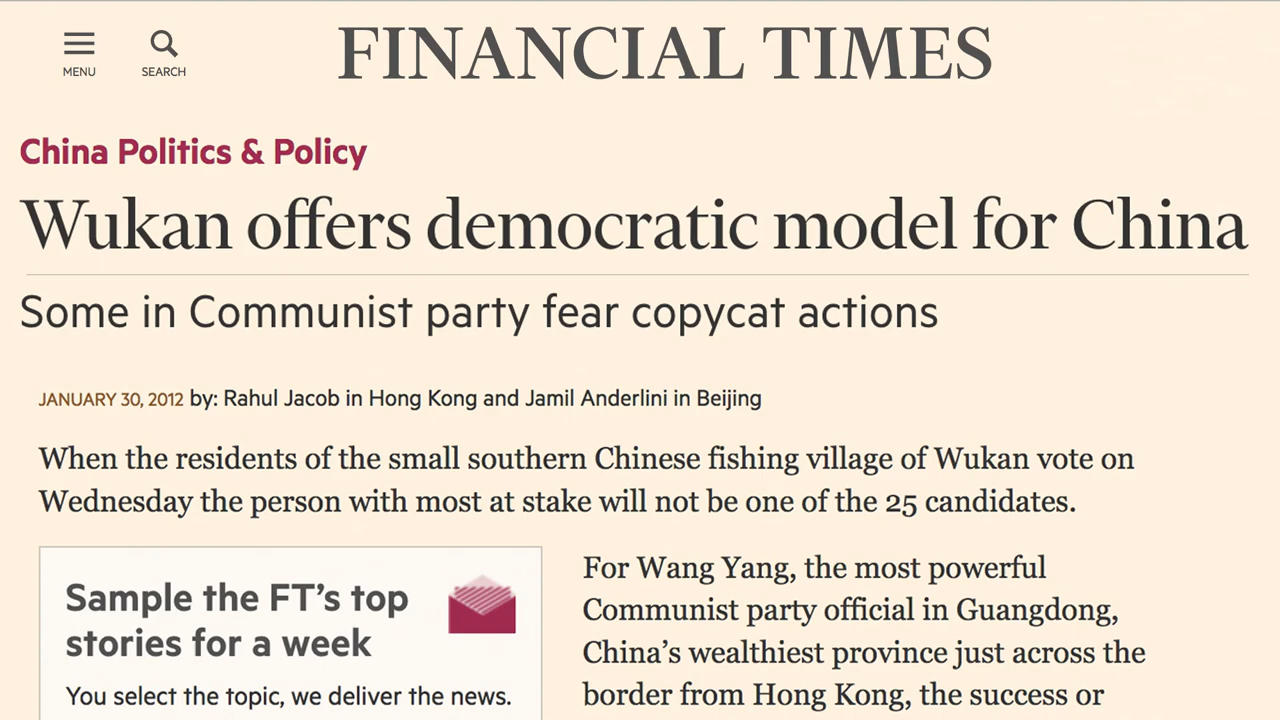 MENU
SEARCH
FINANCIAL TIMES
China Politics & Policy
Wukan offers democratic model for China
Some in Communist party fear copycat actions
JANUARY 30, 2012 by: Rahul Jacob in Hong Kong and Jamil Anderlini in Beijing
When the residents of the small southern Chinese fishing village of Wukan vote on
Wednesday the person with most at stake will not be one of the 25 candidates.
Sample the FT’s top
stories for a week
You select the topic, we deliver the news.
For Wang Yang, the most powerful
Communist party official in Guangdong,
China’s wealthiest province just across the
border from Hong Kong, the success or